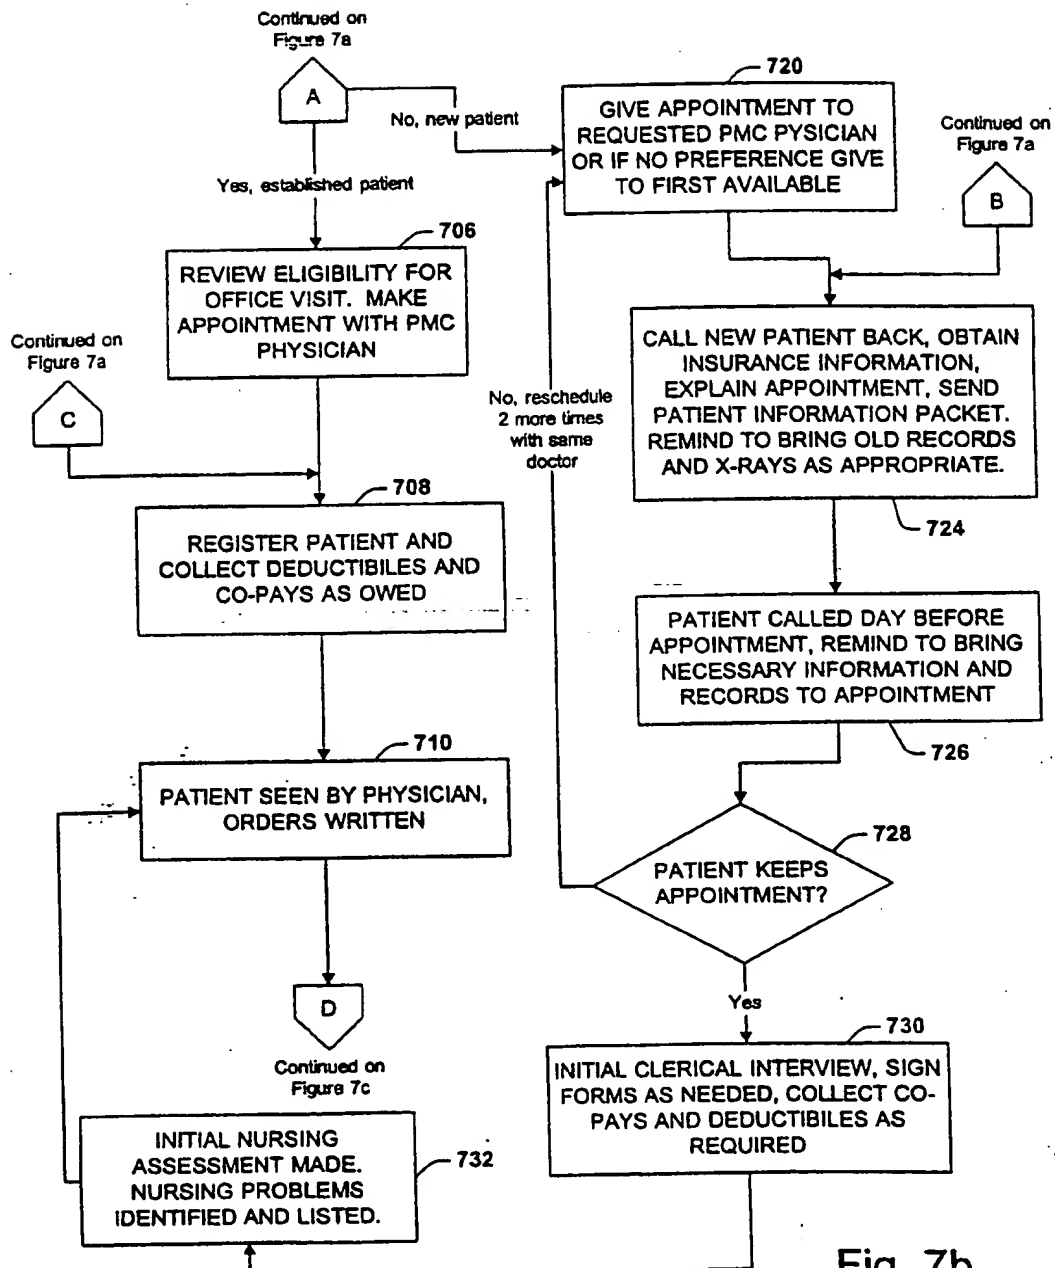 Continued on
Figure 7a
A
No, new patient
Yes, established patient
720
GIVE APPOINTMENT TO
REQUESTED PMC PYSICIAN
OR IF NO PREFERENCE GIVE
TO FIRST AVAILABLE
Continued on
Figure 7a
B
706
REVIEW ELIGIBILITY FOR
OFFICE VISIT. MAKE
APPOINTMENT WITH PMC
PHYSICIAN
Continued on
Figure 7a
C
No, reschedule
2 more times
with same
doctor
CALL NEW PATIENT BACK, OBTAIN
INSURANCE INFORMATION,
EXPLAIN APPOINTMENT, SEND
PATIENT INFORMATION PACKET.
REMIND TO BRING OLD RECORDS
AND X-RAYS AS APPROPRIATE.
724
708
REGISTER PATIENT AND
COLLECT DEDUCTIBILES AND
CO-PAYS AS OWED
PATIENT CALLED DAY BEFORE
APPOINTMENT, REMIND TO BRING
NECESSARY INFORMATION AND
RECORDS TO APPOINTMENT
726
710
PATIENT SEEN BY PHYSICIAN,
ORDERS WRITTEN
728
PATIENT KEEPS
APPOINTMENT?
D
Continued on
Figure 7c
Yes
730
INITIAL CLERICAL INTERVIEW, SIGN
FORMS AS NEEDED, COLLECT CO-
PAYS AND DEDUCTIBILES AS
REQUIRED
732
INITIAL NURSING
ASSESSMENT MADE.
NURSING PROBLEMS
IDENTIFIED AND LISTED.
Fig. 7b